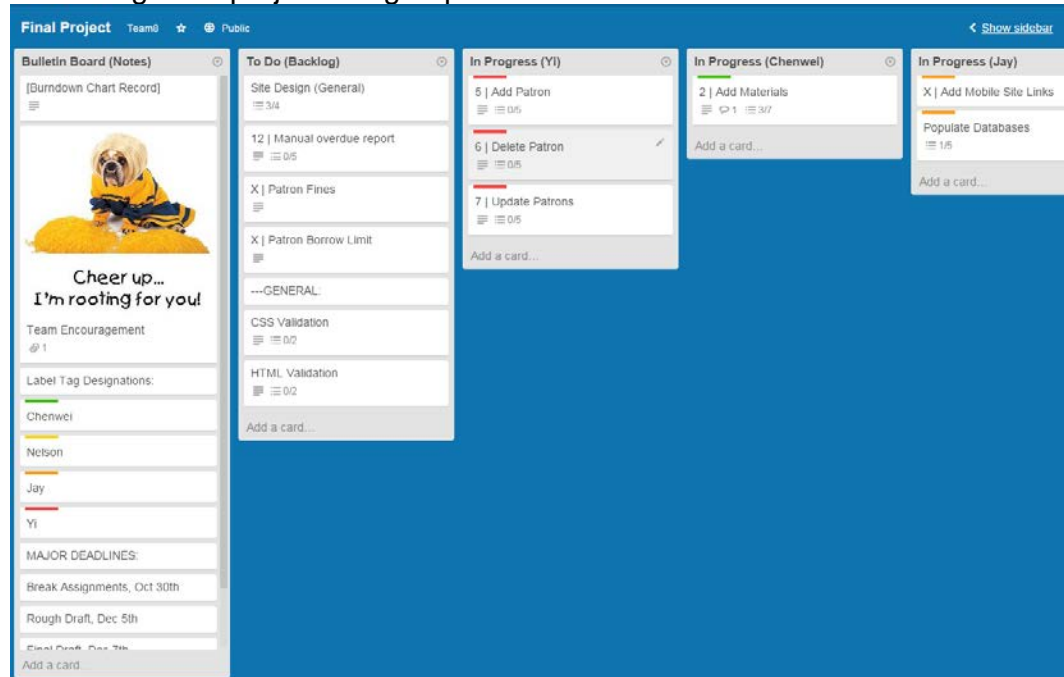 Final Project Team8 Public Show sidebar
Bulletin Board (Notes)
[Burndown Chart Record]
Cheer up...
I'm rooting for you!
Team Encouragement
1
Label Tag Designations:
Chenwei
Nelson
Jay
Yi
MAJOR DEADLINES:
Break Assignments, Oct 30th
Rough Draft, Dec 5th
Final Draft, Dec 7th
Add a card...
To Do (Backlog)
Site Design (General)
3/4
12 | Manual overdue report
0/5
X | Patron Fines
X | Patron Borrow Limit
---GENERAL:
CSS Validation
0/2
HTML Validation
0/2
Add a card...
In Progress (Yi)
5 | Add Patron
0/5
6 | Delete Patron
0/5
7 | Update Patrons
0/5
Add a card...
In Progress (Chenwei)
2 | Add Materials
1 3/7
Add a card...
In Progress (Jay)
X | Add Mobile Site Links
Populate Databases
1/5
Add a card...